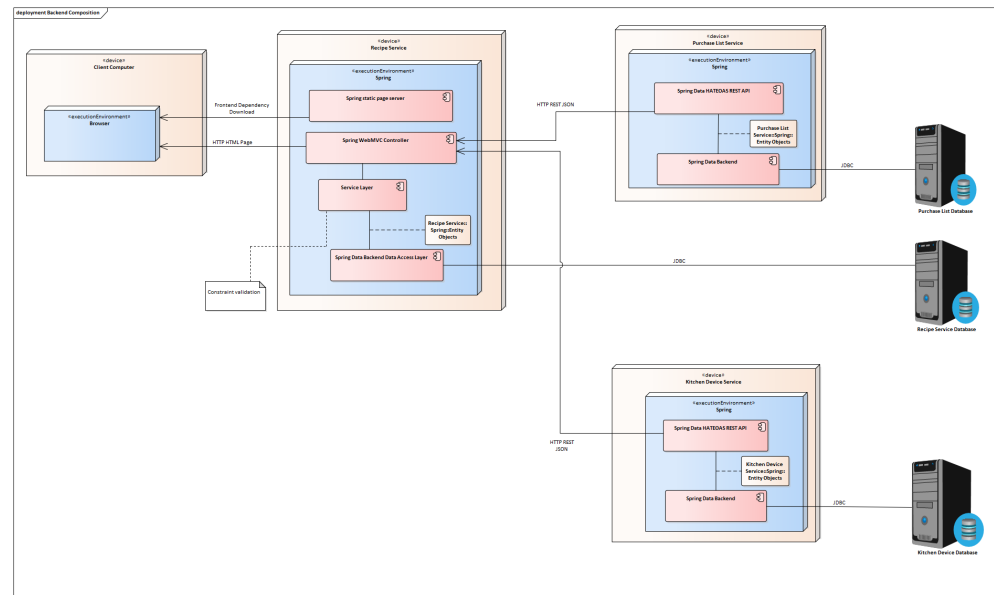 deployment Backend Composition
«device»
Client Computer
«executionEnvironment»
Browser
Frontend Dependency
Download
HTTP HTML Page
«device»
Recipe Service
«executionEnvironment»
Spring
Spring static page server
Spring WebMVC Controller
Service Layer
Recipe Service::
Spring::Entity
Objects
Spring Data Backend Data Access Layer
Constraint validation
HTTP REST JSON
«device»
Purchase List Service
«executionEnvironment»
Spring
Spring Data HATEOAS REST API
Purchase List
Service::Spring::
Entity Objects
Spring Data Backend
JDBC
Purchase List Database
JDBC
Recipe Service Database
HTTP REST
JSON
«device»
Kitchen Device Service
«executionEnvironment»
Spring
Spring Data HATEOAS REST API
Kitchen Device
Service::Spring::
Entity Objects
Spring Data Backend
JDBC
Kitchen Device Database